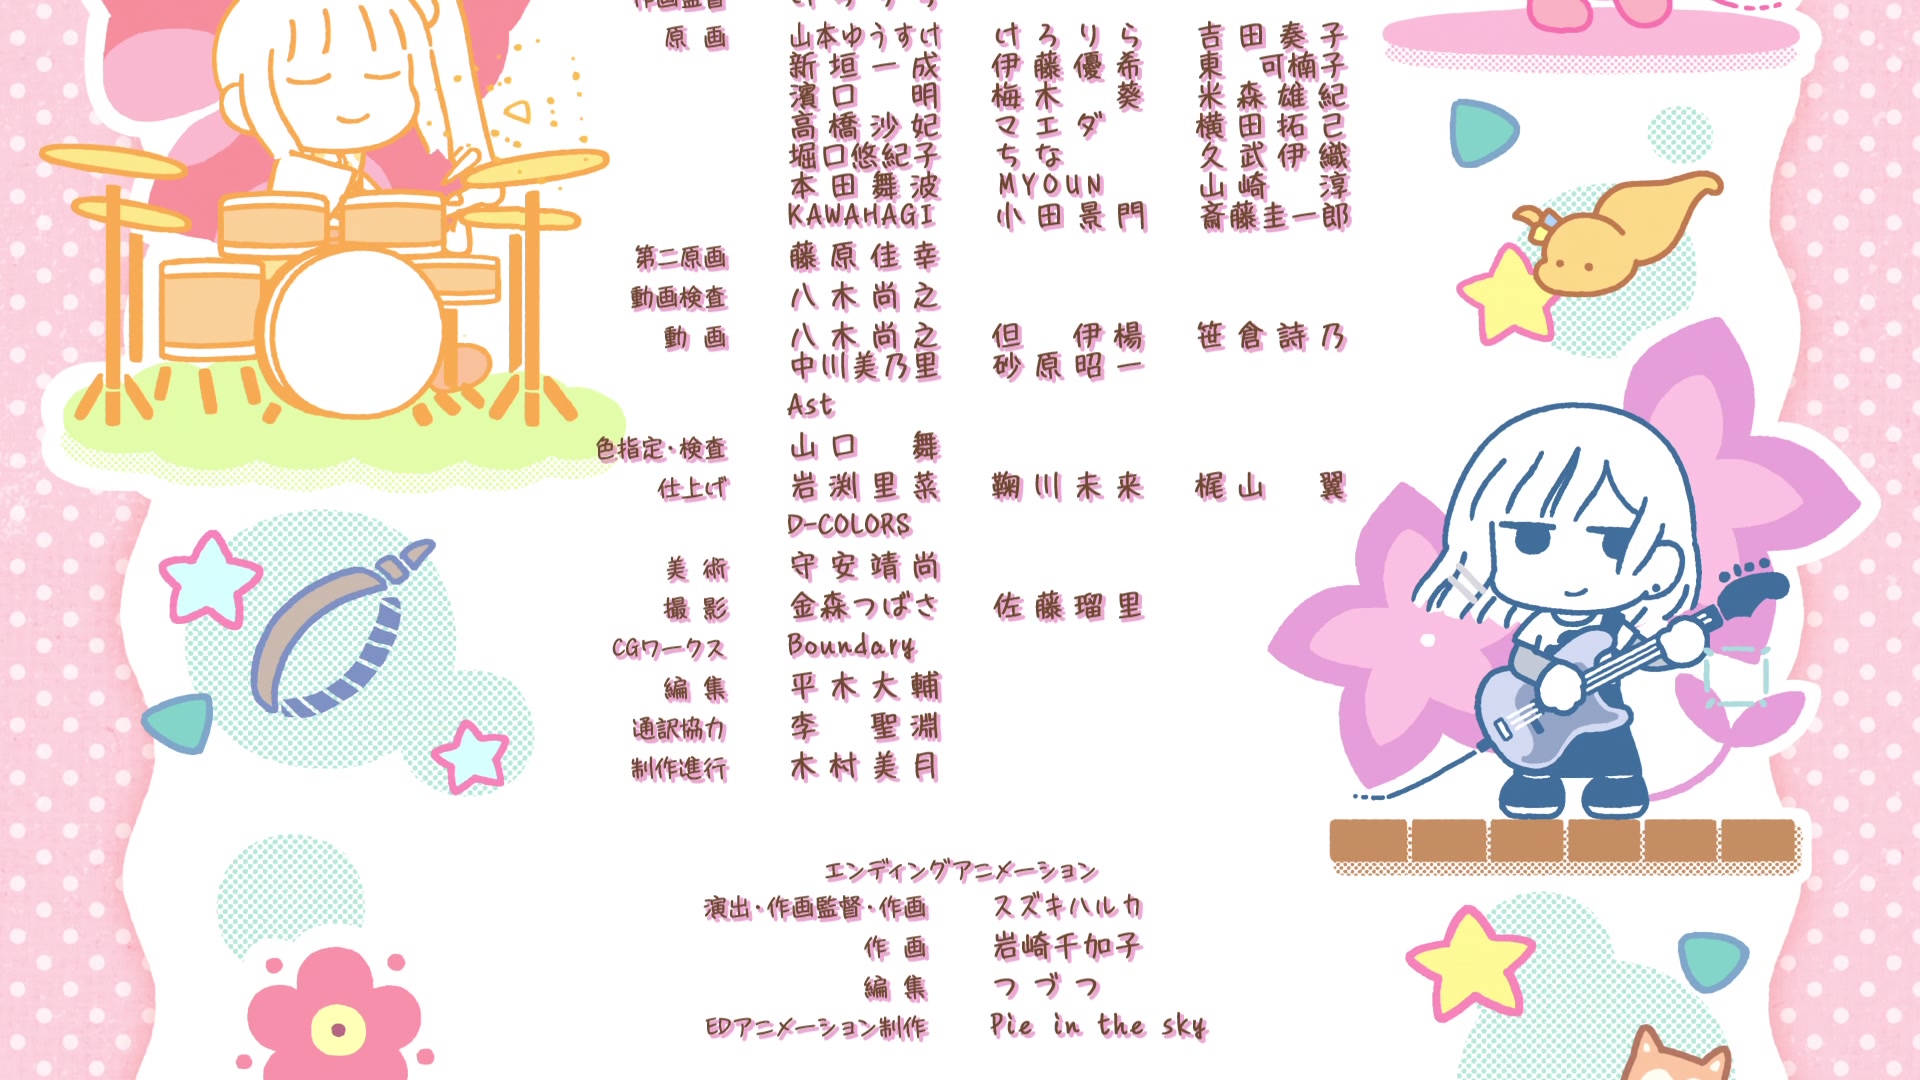 原画 山本ゆうすけ けろりら 吉田奏子
新垣一成 伊藤優希 東 可楠子
濱口 明 梅木 葵 米森雄紀
高橋沙妃 マエダ 横田拓己
堀口悠紀子 ちな 久武伊織
本田舞波 MYOUN 山崎 淳
KAWAHAGI 小田景門 斎藤圭一郎
第二原画 藤原佳幸
動画検査 八木尚之
動画 八木尚之 但 伊楊 笹倉詩乃
中川美乃里 砂原昭一
Ast
色指定・検査 山口 舞
仕上げ 岩渕里菜 鞠川未来 梶山 翼
D-COLORS
美術 守安靖尚
撮影 金森つばさ 佐藤瑠里
CGワークス Boundary
編集 平木大輔
通訳協力 李 聖淵
制作進行 木村美月
エンディングアニメーション
演出・作画監督・作画 スズキハルカ
作画 岩崎千加子
編集 つづつ
EDアニメーション制作 Pie in the sky